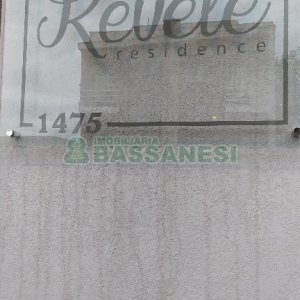 Revele
residence
1475
IMOBILIÁRIA
BASSANESI